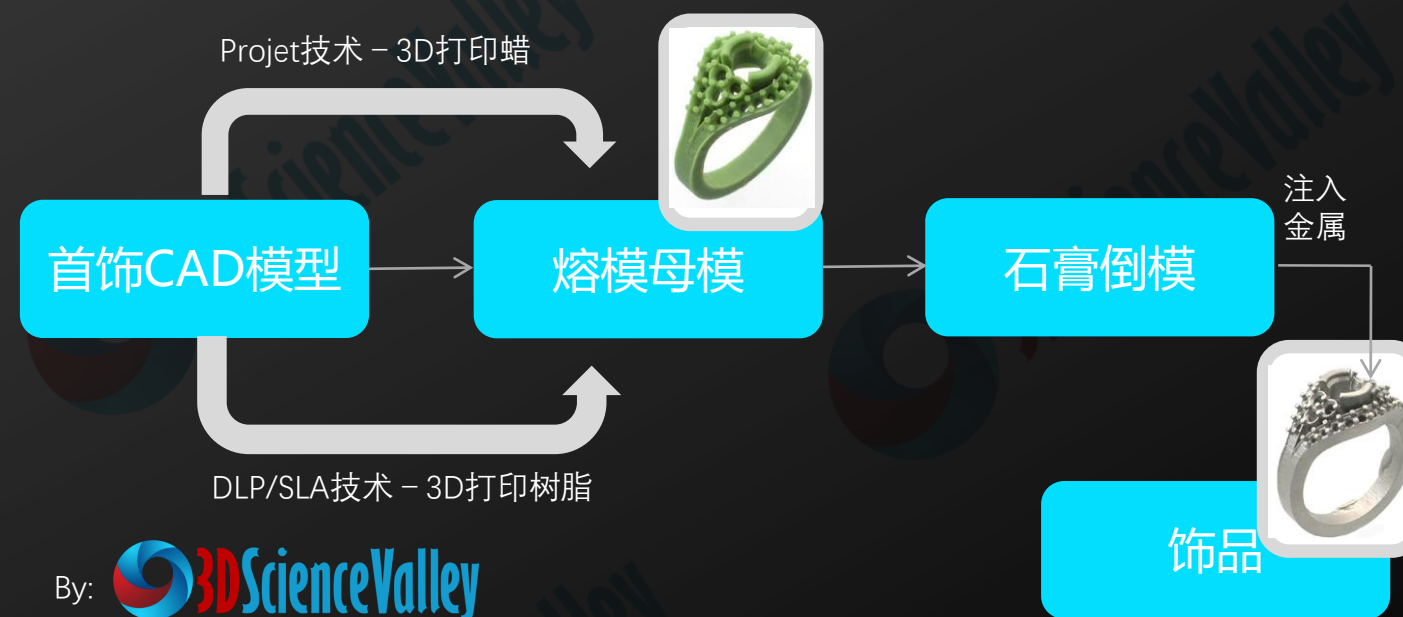 Projet技术 – 3D打印蜡
注入
金属
首饰CAD模型
熔模母模
石膏倒模
DLP/SLA技术 – 3D打印树脂
饰品
By: 3DScienceValley